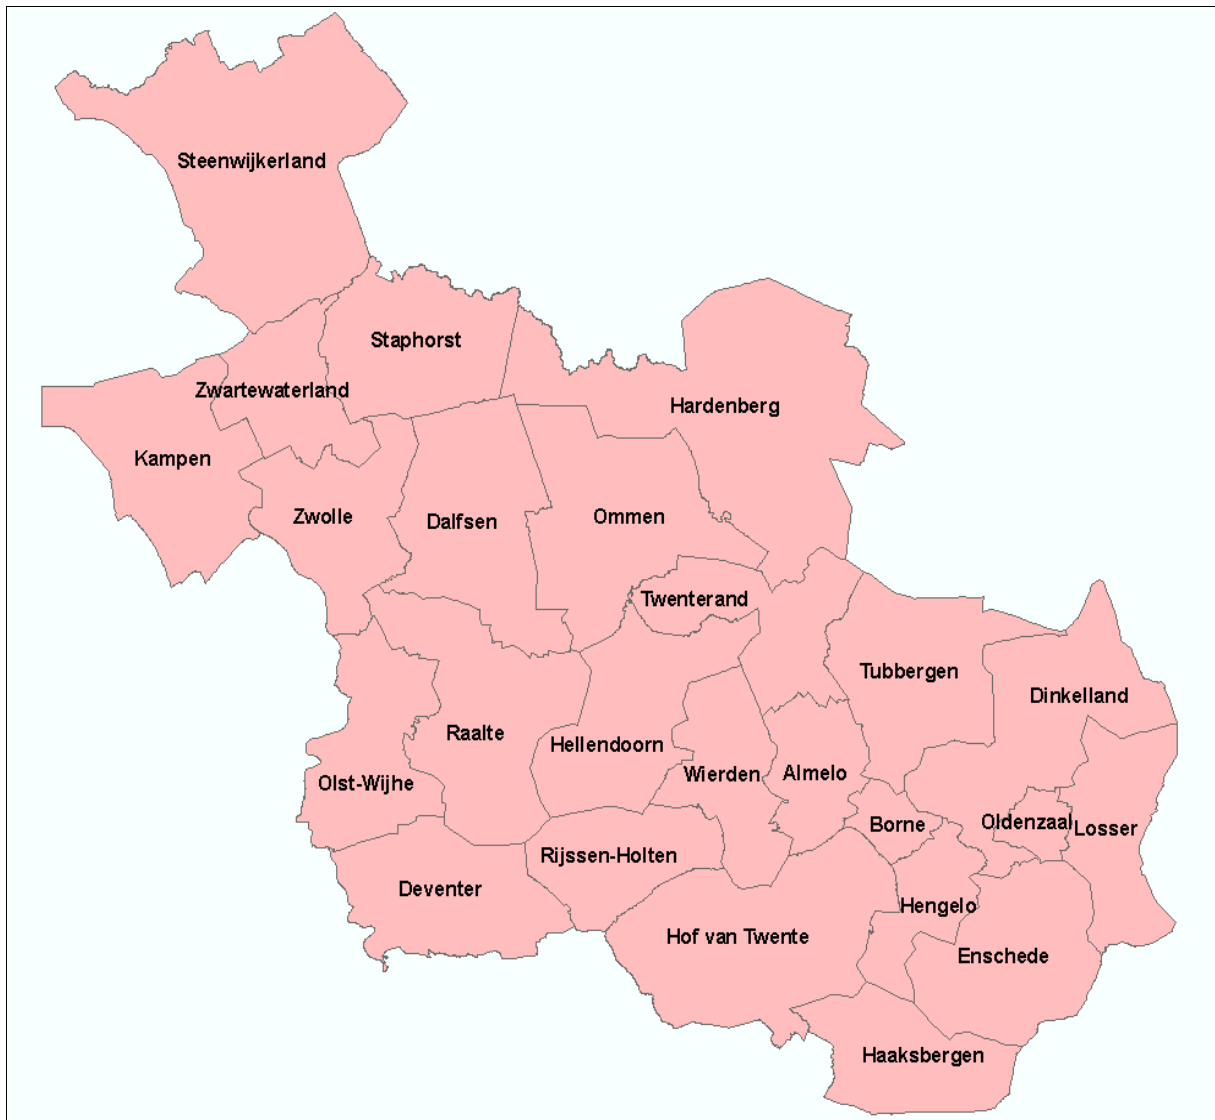 Steenwijkerland
Staphorst
Zwartewaterland
Hardenberg
Kampen
Zwolle
Dalfsen
Ommen
Twenterand
Tubbergen
Dinkelland
Raalte
Hellendoorn
Olst-Wijhe
Wierden
Almelo
Borne
Oldenzaal
Losser
Rijssen-Holten
Deventer
Hengelo
Hof van Twente
Enschede
Haaksbergen